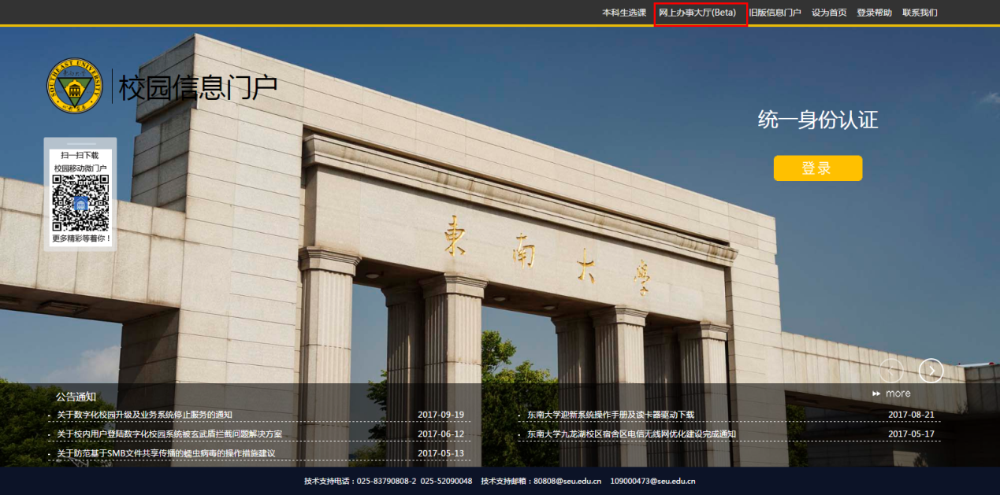 本科生选课 网上办事大厅(Beta) 旧版信息门户 设为首页 登录帮助 联系我们
SOUTHEAST UNIVERSITY
校园信息门户
统一身份认证
登录
扫一扫下载
校园移动微门户
更多精彩等着你！
東南大學
公告通知
more
· 关于数字化校园升级及业务系统停止服务的通知 2017-09-19
· 东南大学迎新系统操作手册及读卡器驱动下载 2017-08-21
· 关于校内用户登陆数字化校园系统被玄武盾拦截问题解决方案 2017-06-12
· 东南大学九龙湖校区宿舍区电信无线网优化建设完成通知 2017-05-17
· 关于防范基于SMB文件共享传播的蠕虫病毒的操作措施建议 2017-05-13
技术支持电话：025-83790808-2 025-52090048 技术支持邮箱：80808@seu.edu.cn 109000473@seu.edu.cn